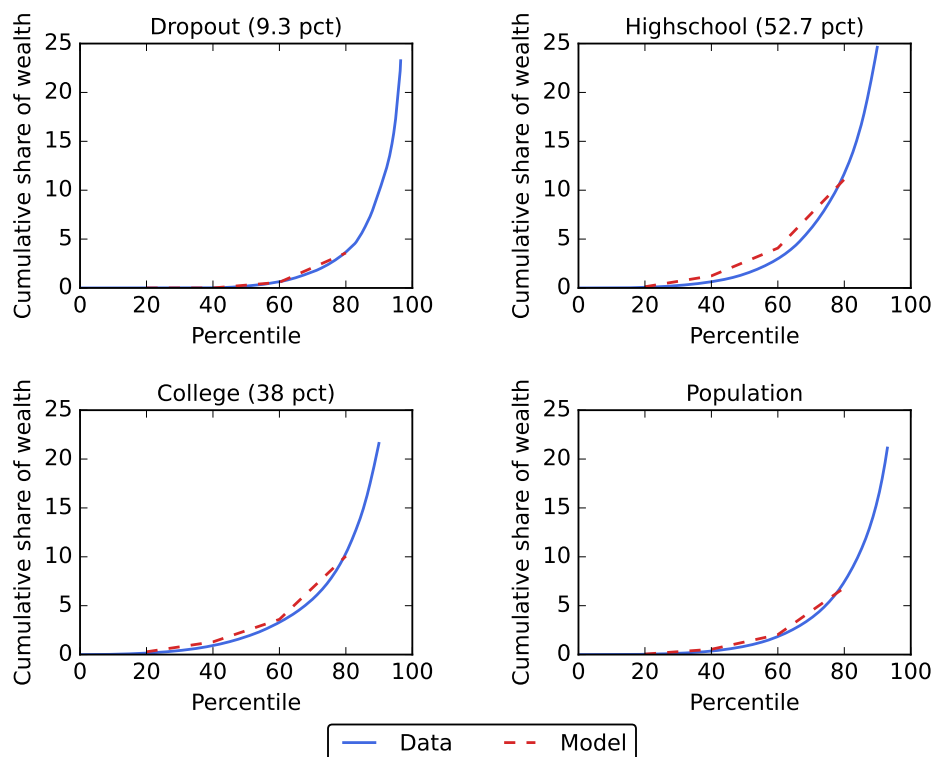 Dropout (9.3 pct)
Cumulative share of wealth
25
20
15
10
5
0
0 20 40 60 80 100
Percentile
Highschool (52.7 pct)
Cumulative share of wealth
25
20
15
10
5
0
0 20 40 60 80 100
Percentile
College (38 pct)
Cumulative share of wealth
25
20
15
10
5
0
0 20 40 60 80 100
Percentile
Population
Cumulative share of wealth
25
20
15
10
5
0
0 20 40 60 80 100
Percentile
Data Model